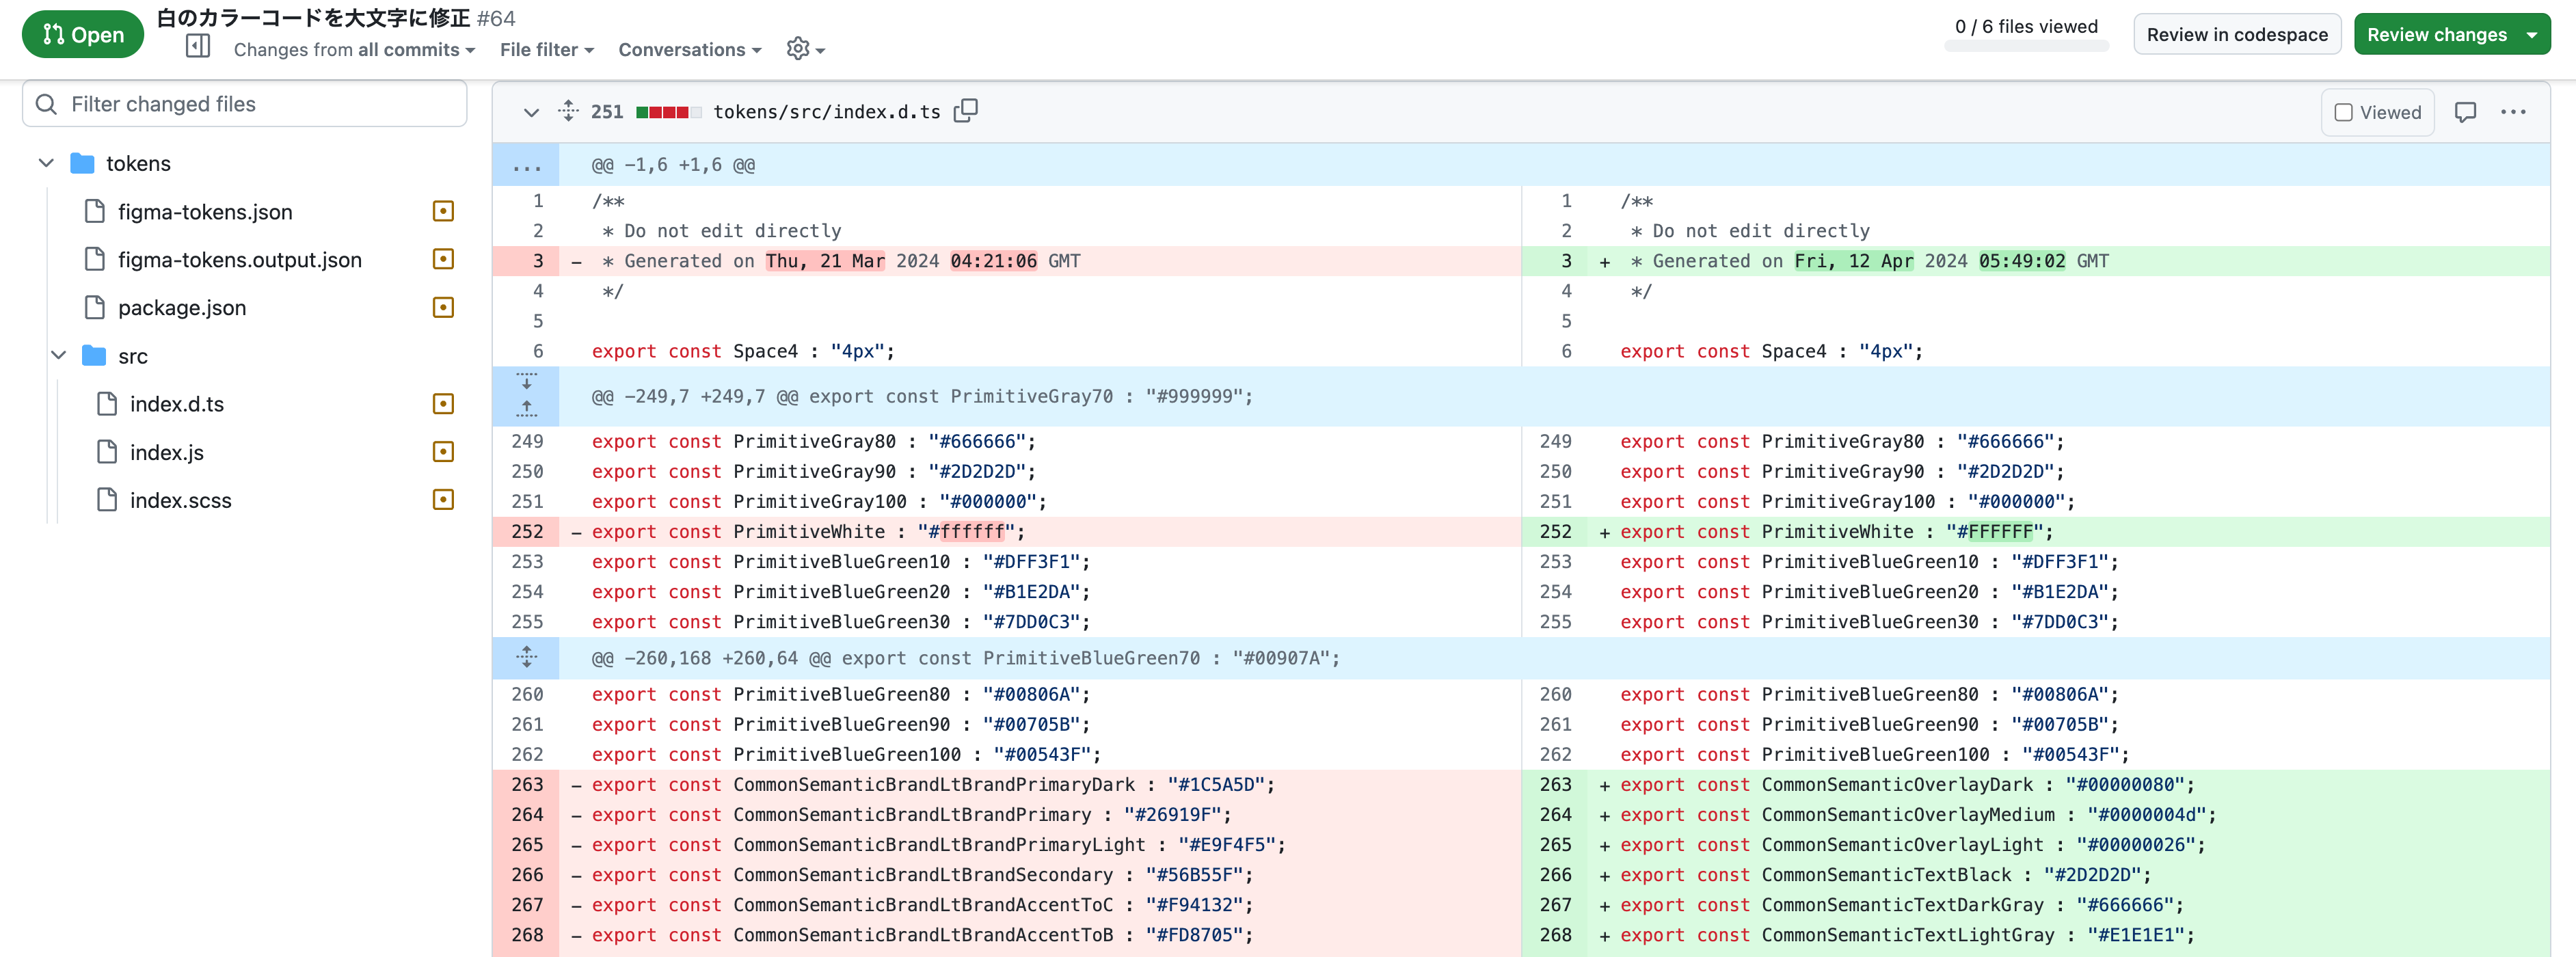 Open
白のカラーコードを大文字に修正 #64
Changes from all commits File filter Conversations
0 / 6 files viewed
Review in codespace
Review changes
Filter changed files
tokens
figma-tokens.json
figma-tokens.output.json
package.json
src
index.d.ts
index.js
index.scss
251 tokens/src/index.d.ts
Viewed
... @@ -1,6 +1,6 @@
1 /**
2 * Do not edit directly
3 - * Generated on Thu, 21 Mar 2024 04:21:06 GMT
4 */
5
6 export const Space4 : "4px";
1 /**
2 * Do not edit directly
3 + * Generated on Fri, 12 Apr 2024 05:49:02 GMT
4 */
5
6 export const Space4 : "4px";
@@ -249,7 +249,7 @@ export const PrimitiveGray70 : "#999999";
249 export const PrimitiveGray80 : "#666666";
250 export const PrimitiveGray90 : "#2D2D2D";
251 export const PrimitiveGray100 : "#000000";
252 - export const PrimitiveWhite : "#ffffff";
253 export const PrimitiveBlueGreen10 : "#DFF3F1";
254 export const PrimitiveBlueGreen20 : "#B1E2DA";
255 export const PrimitiveBlueGreen30 : "#7DD0C3";
249 export const PrimitiveGray80 : "#666666";
250 export const PrimitiveGray90 : "#2D2D2D";
251 export const PrimitiveGray100 : "#000000";
252 + export const PrimitiveWhite : "#FFFFFF";
253 export const PrimitiveBlueGreen10 : "#DFF3F1";
254 export const PrimitiveBlueGreen20 : "#B1E2DA";
255 export const PrimitiveBlueGreen30 : "#7DD0C3";
@@ -260,168 +260,64 @@ export const PrimitiveBlueGreen70 : "#00907A";
260 export const PrimitiveBlueGreen80 : "#00806A";
261 export const PrimitiveBlueGreen90 : "#00705B";
262 export const PrimitiveBlueGreen100 : "#00543F";
263 - export const CommonSemanticBrandLtBrandPrimaryDark : "#1C5A5D";
264 - export const CommonSemanticBrandLtBrandPrimary : "#26919F";
265 - export const CommonSemanticBrandLtBrandPrimaryLight : "#E9F4F5";
266 - export const CommonSemanticBrandLtBrandSecondary : "#56B55F";
267 - export const CommonSemanticBrandLtBrandAccentToC : "#F94132";
268 - export const CommonSemanticBrandLtBrandAccentToB : "#FD8705";
260 export const PrimitiveBlueGreen80 : "#00806A";
261 export const PrimitiveBlueGreen90 : "#00705B";
262 export const PrimitiveBlueGreen100 : "#00543F";
263 + export const CommonSemanticOverlayDark : "#00000080";
264 + export const CommonSemanticOverlayMedium : "#0000004d";
265 + export const CommonSemanticOverlayLight : "#00000026";
266 + export const CommonSemanticTextBlack : "#2D2D2D";
267 + export const CommonSemanticTextDarkGray : "#666666";
268 + export const CommonSemanticTextLightGray : "#E1E1E1";